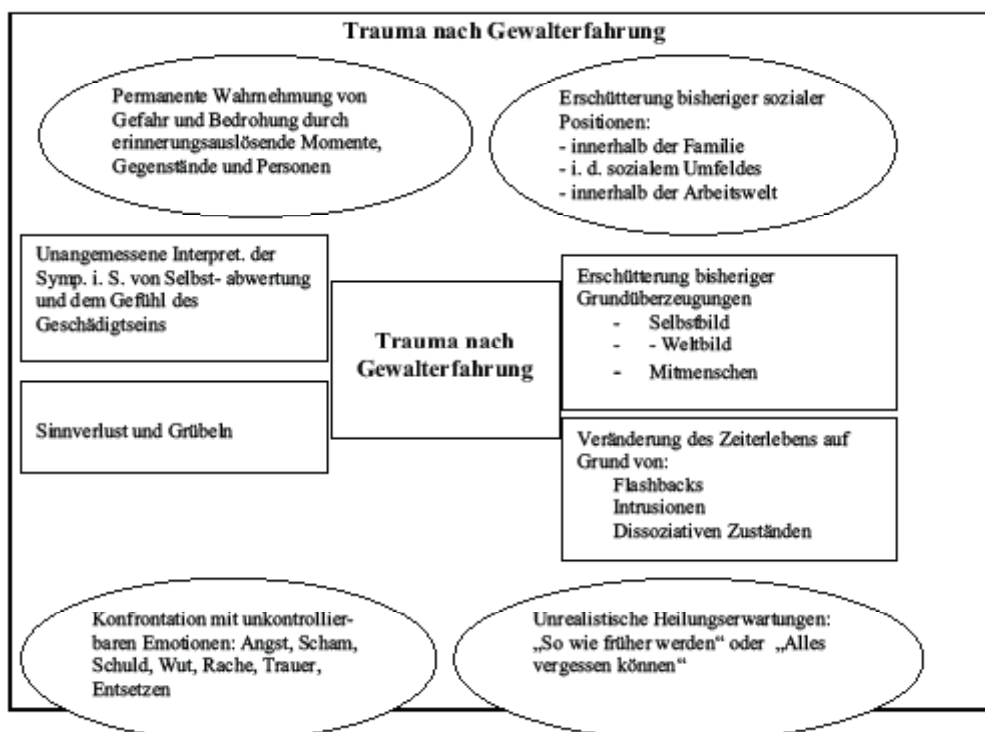 Trauma nach Gewalterfahrung
Permanente Wahrnehmung von
Gefahr und Bedrohung durch
erinnerungsauslösende Momente,
Gegenstände und Personen
Erschütterung bisheriger sozialer
Positionen:
- innerhalb der Familie
- i. d. sozialem Umfeldes
- innerhalb der Arbeitswelt
Unangemessene Interpret. der
Symp. i. S. von Selbst- abwertung
und dem Gefühl des
Geschädigtseins
Sinnverlust und Grübeln
Trauma nach
Gewalterfahrung
Erschütterung bisheriger
Grundüberzeugungen
- Selbstbild
- - Weltbild
- Mitmenschen
Veränderung des Zeiterlebens auf
Grund von:
Flashbacks
Intrusionen
Dissoziativen Zuständen
Konfrontation mit unkontrollier-
baren Emotionen: Angst, Scham,
Schuld, Wut, Rache, Trauer,
Entsetzen
Unrealistische Heilungserwartungen:
„So wie früher werden“ oder „Alles
vergessen können“